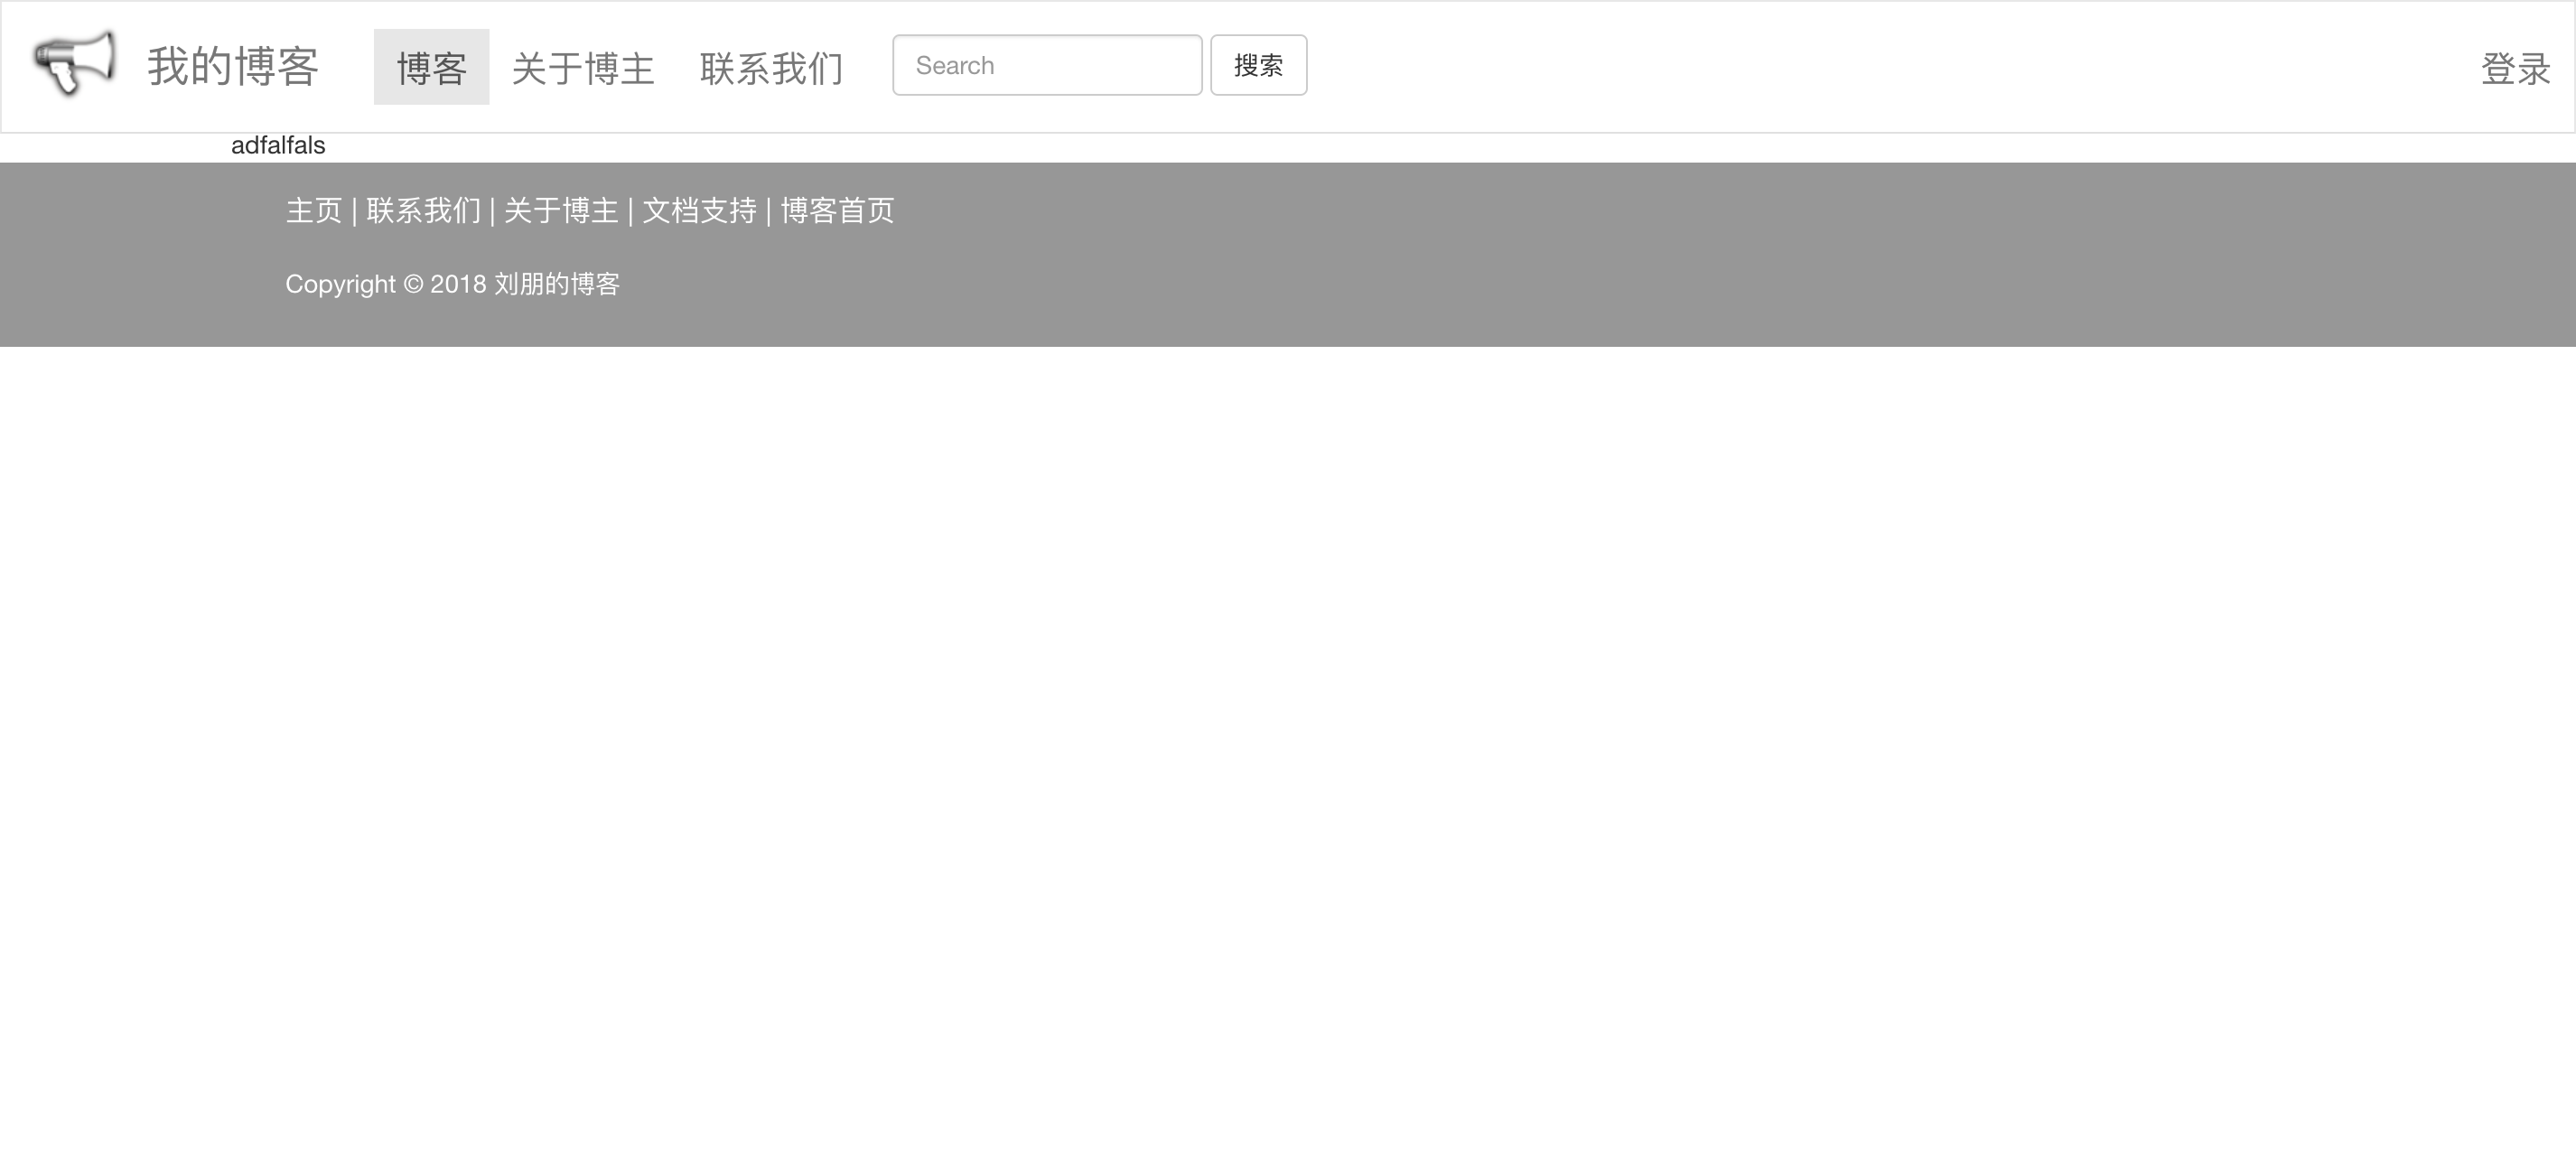 我的博客 博客 关于博主 联系我们 Search 搜索 登录
adfalfals
主页 | 联系我们 | 关于博主 | 文档支持 | 博客首页
Copyright © 2018 刘朋的博客